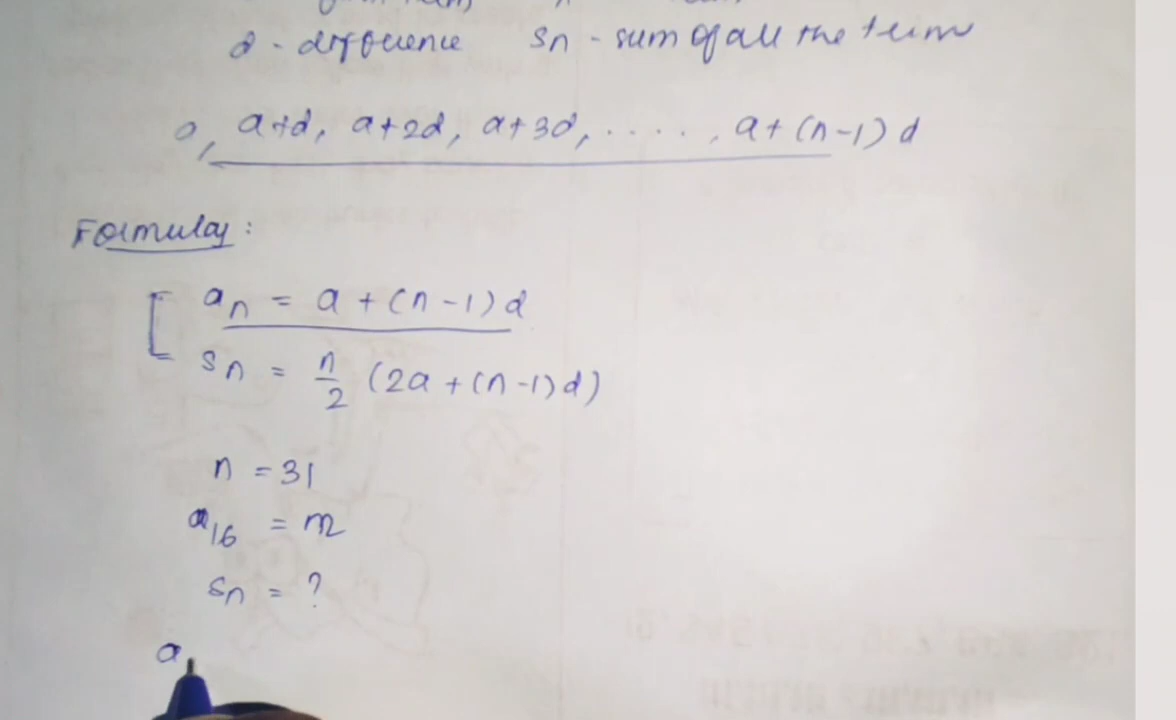 d - difference Sn - sum of all the term
a, a+d, a+2d, a+3d, ....., a+(n-1)d
Formulas:
an = a+(n-1)d
Sn = n/2 (2a+(n-1)d)
n = 31
a16 = m
Sn = ?
a